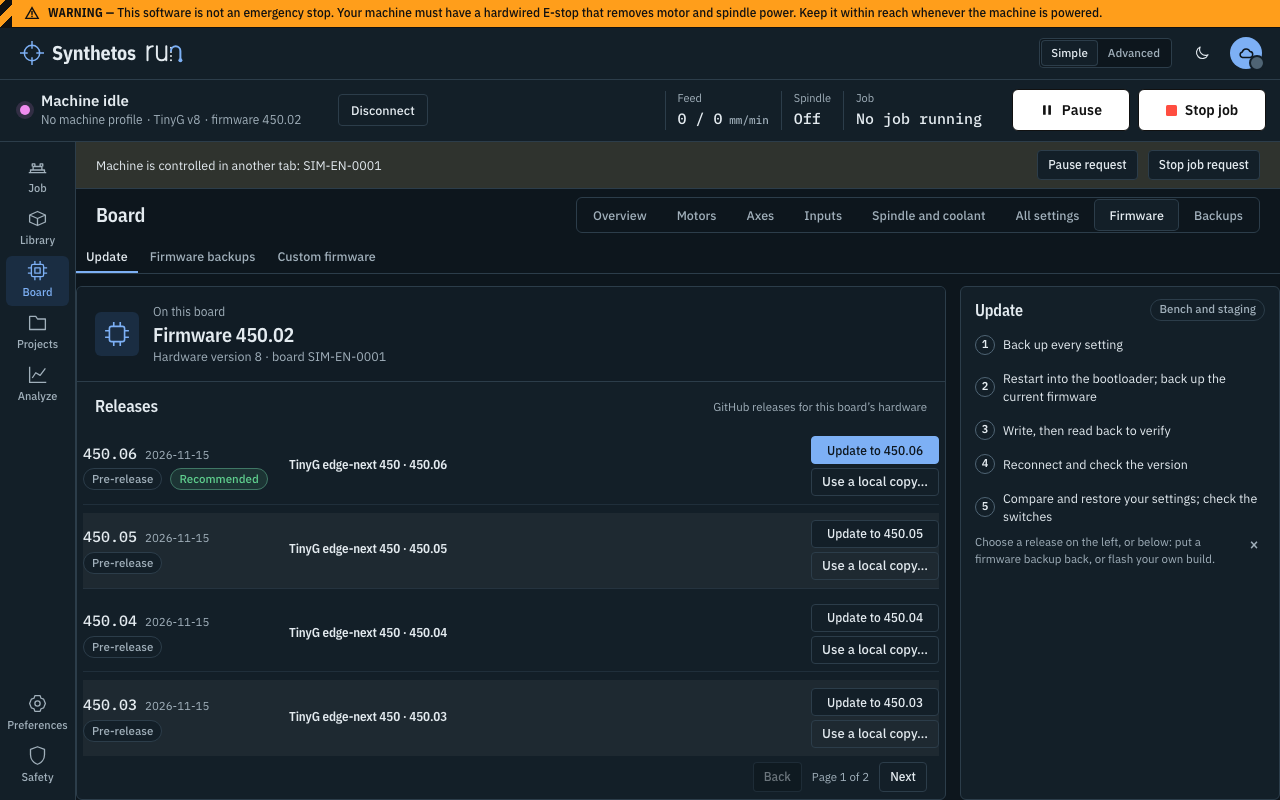 WARNING — This software is not an emergency stop. Your machine must have a hardwired E-stop that removes motor and spindle power. Keep it within reach whenever the machine is powered.
Synthetos run
Simple
Advanced
Machine idle
No machine profile · TinyG v8 · firmware 450.02
Disconnect
Feed
0 / 0 mm/min
Spindle
Off
Job
No job running
Pause
Stop job
Machine is controlled in another tab: SIM-EN-0001
Pause request
Stop job request
Job
Library
Board
Projects
Analyze
Preferences
Safety
Board
Overview
Motors
Axes
Inputs
Spindle and coolant
All settings
Firmware
Backups
Update
Firmware backups
Custom firmware
On this board
Firmware 450.02
Hardware version 8 · board SIM-EN-0001
Releases
GitHub releases for this board's hardware
450.06 2026-11-15
Pre-release
Recommended
TinyG edge-next 450 · 450.06
Update to 450.06
Use a local copy...
450.05 2026-11-15
Pre-release
TinyG edge-next 450 · 450.05
Update to 450.05
Use a local copy...
450.04 2026-11-15
Pre-release
TinyG edge-next 450 · 450.04
Update to 450.04
Use a local copy...
450.03 2026-11-15
Pre-release
TinyG edge-next 450 · 450.03
Update to 450.03
Use a local copy...
Back
Page 1 of 2
Next
Update
Bench and staging
1 Back up every setting
2 Restart into the bootloader; back up the
current firmware
3 Write, then read back to verify
4 Reconnect and check the version
5 Compare and restore your settings; check the
switches
Choose a release on the left, or below: put a
firmware backup back, or flash your own build.
×